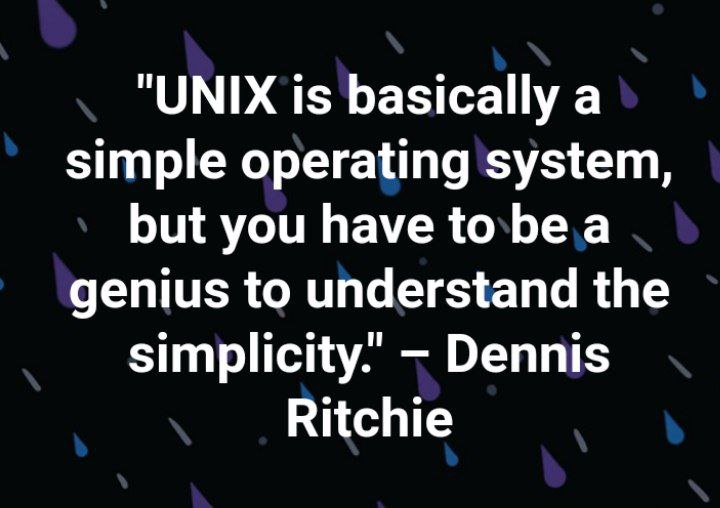 "UNIX is basically a
simple operating system,
but you have to be a
genius to understand the
simplicity." – Dennis
Ritchie